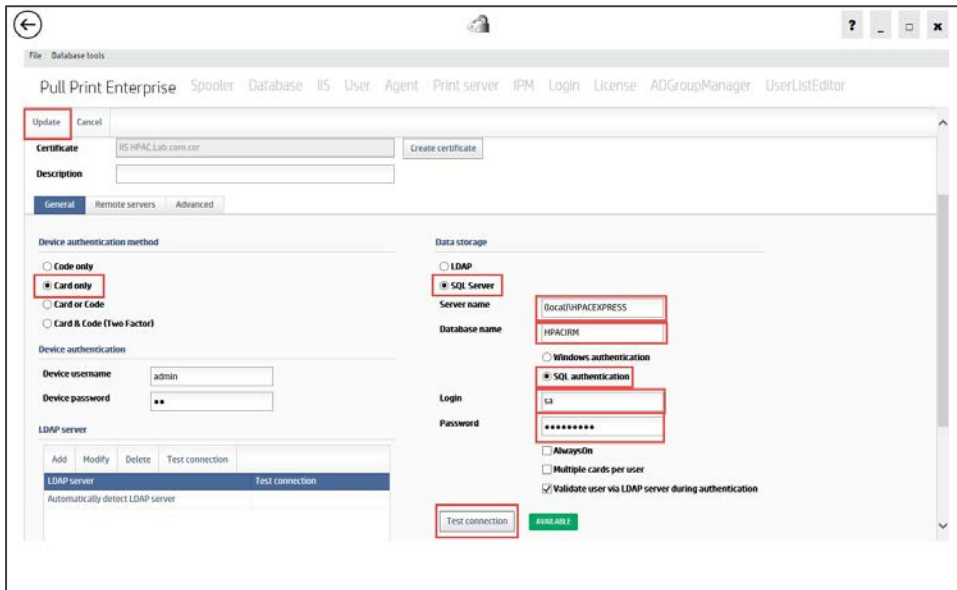 ?
File Database tools
Pull Print Enterprise Spooler Database IIS User Agent Print server IPM Login License ADGroupManager UserListEditor
Update Cancel
Certificate IIS HPAC.Lab.com.cer Create certificate
Description
General Remote servers Advanced
Device authentication method
Code only
Card only
Card or Code
Card & Code (Two Factor)
Device authentication
Device username admin
Device password ••
LDAP server
Add Modify Delete Test connection
LDAP server Test connection
Automatically detect LDAP server
Data storage
LDAP
SQL Server
Server name (local)\HPACEXPRESS
Database name HPACIRM
Windows authentication
SQL authentication
Login sa
Password •••••••••
AlwaysOn
Multiple cards per user
Validate user via LDAP server during authentication
Test connection AVAILABLE